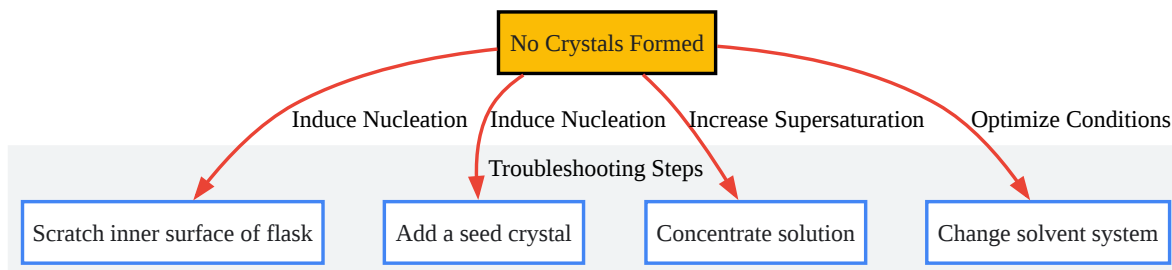 No Crystals Formed
Induce Nucleation
Induce Nucleation
Increase Supersaturation
Optimize Conditions
Troubleshooting Steps
Scratch inner surface of flask
Add a seed crystal
Concentrate solution
Change solvent system